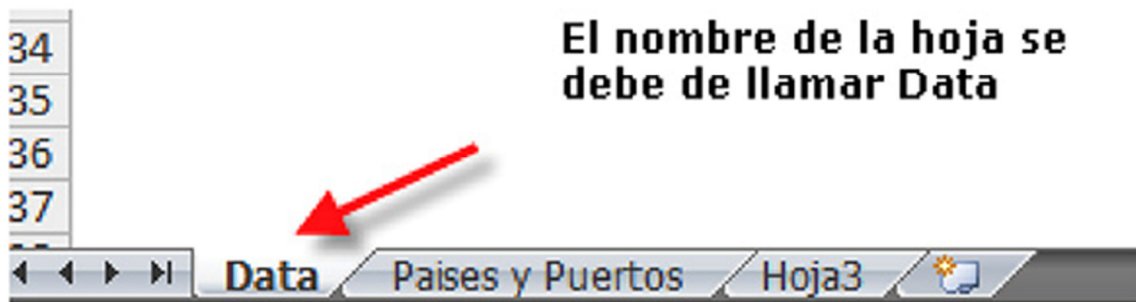 34
El nombre de la hoja se
debe de llamar Data
35
36
37
Data Paises y Puertos Hoja3